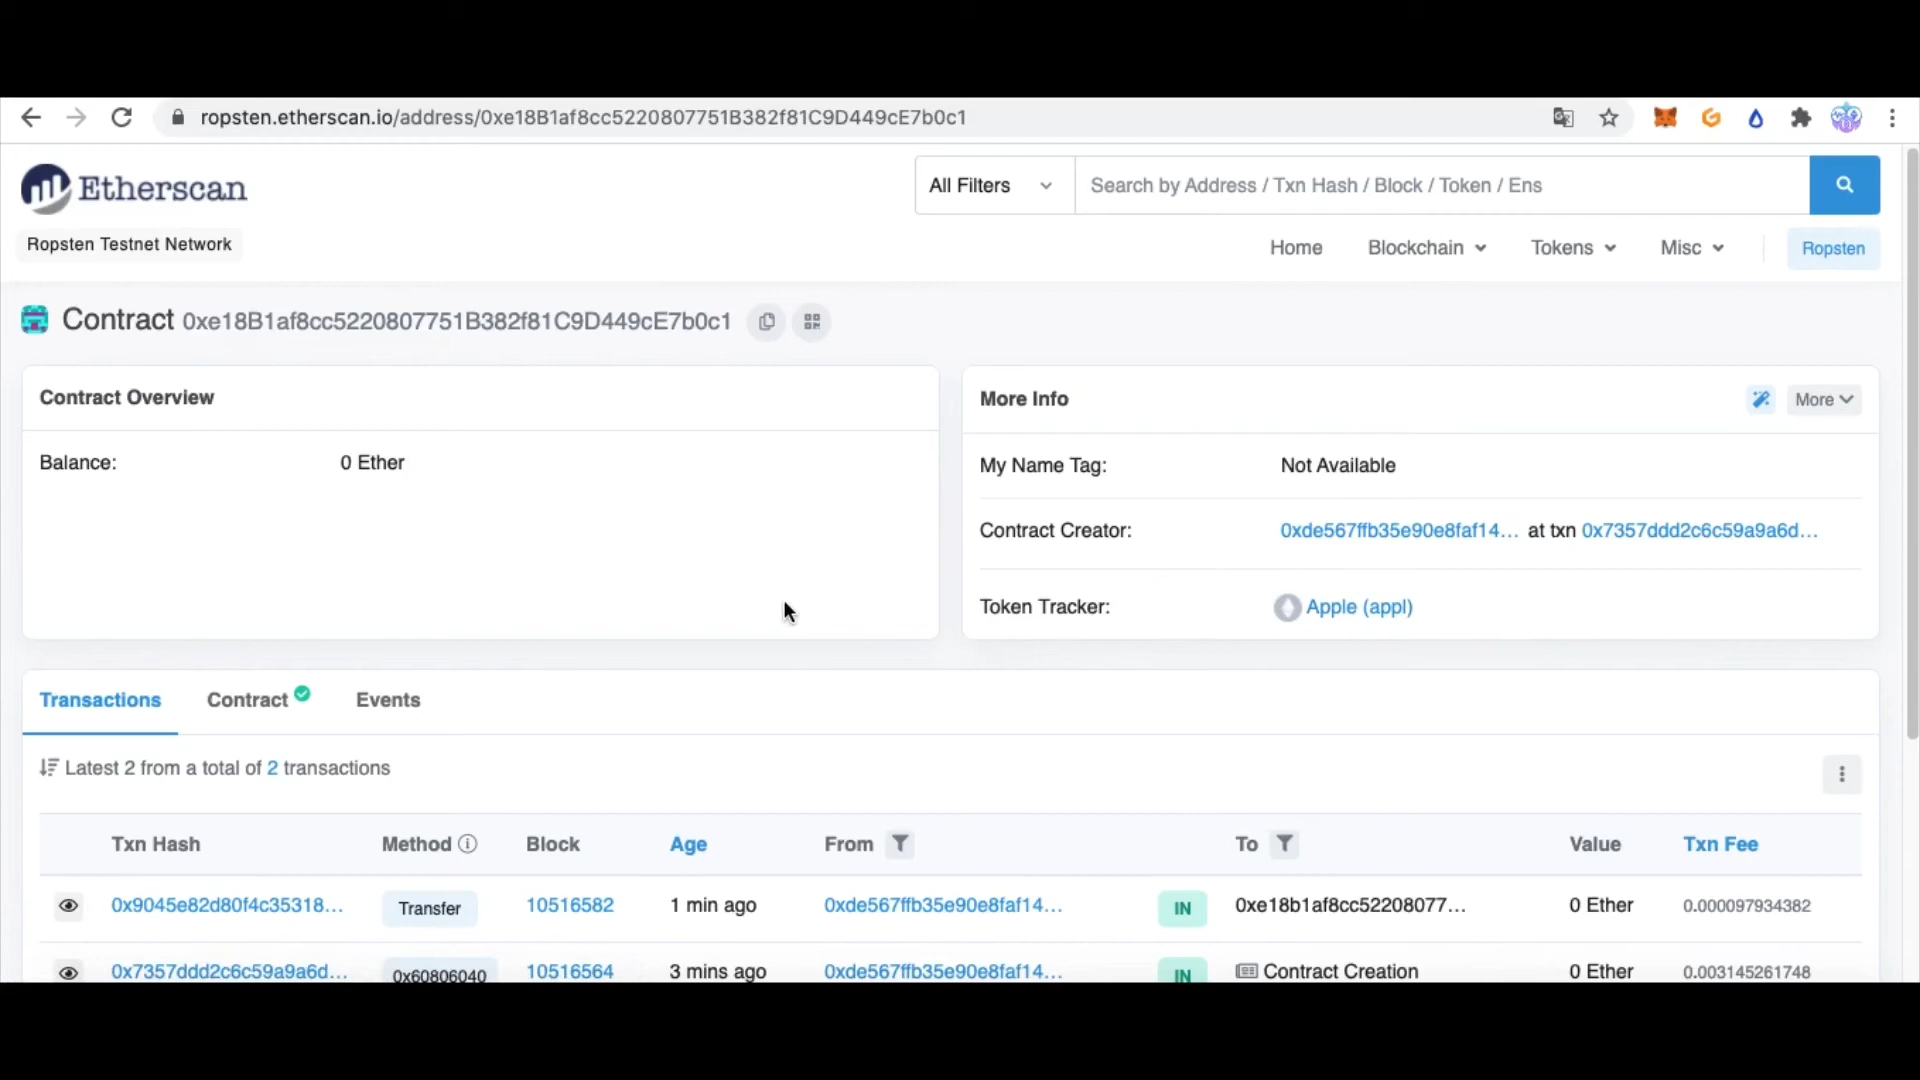 ropsten.etherscan.io/address/0xe18B1af8cc5220807751B382f81C9D449cE7b0c1
Etherscan
All Filters
Search by Address / Txn Hash / Block / Token / Ens
Ropsten Testnet Network
Home Blockchain Tokens Misc Ropsten
Contract 0xe18B1af8cc5220807751B382f81C9D449cE7b0c1
Contract Overview
Balance: 0 Ether
More Info
More
My Name Tag: Not Available
Contract Creator: 0xde567ffb35e90e8faf14... at txn 0x7357ddd2c6c59a9a6d...
Token Tracker: Apple (appl)
Transactions Contract Events
Latest 2 from a total of 2 transactions
Txn Hash Method Block Age From To Value Txn Fee
0x9045e82d80f4c35318... Transfer 10516582 1 min ago 0xde567ffb35e90e8faf14... IN 0xe18b1af8cc52208077... 0 Ether 0.000097934382
0x7357ddd2c6c59a9a6d... 0x60806040 10516564 3 mins ago 0xde567ffb35e90e8faf14... IN Contract Creation 0 Ether 0.003145261748